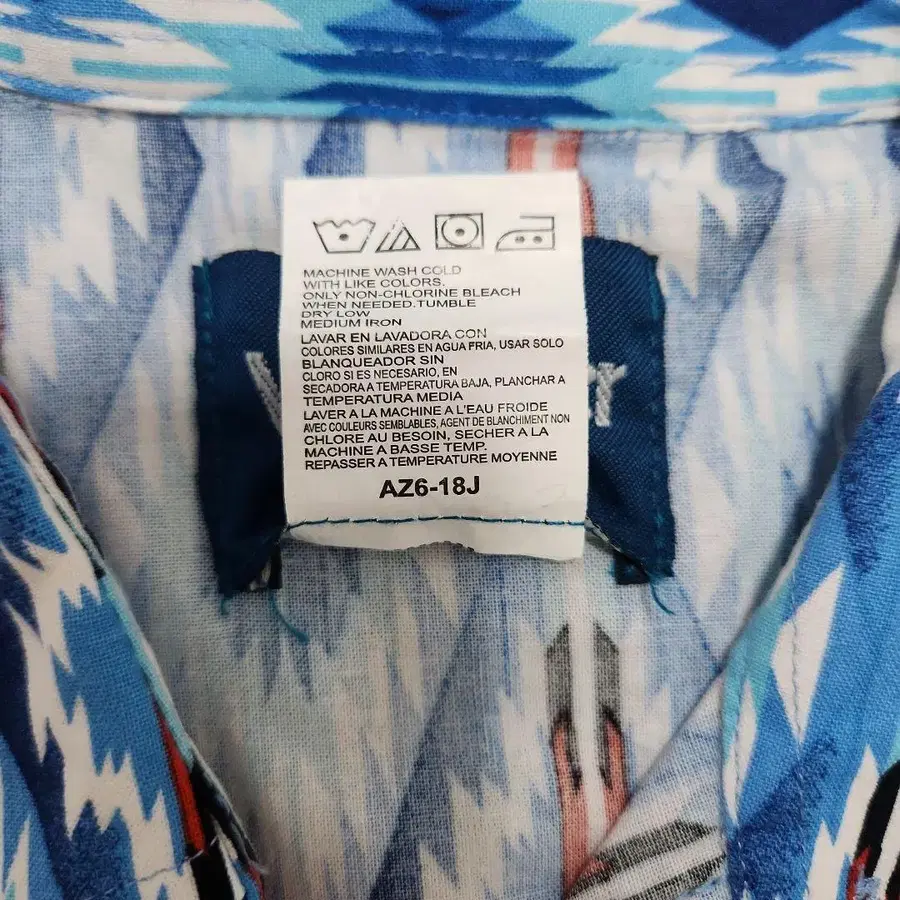 MACHINE WASH COLD
WITH LIKE COLORS.
ONLY NON-CHLORINE BLEACH
WHEN NEEDED.TUMBLE
DRY LOW
MEDIUM IRON
LAVAR EN LAVADORA CON
COLORES SIMILARES EN AGUA FRIA, USAR SOLO
BLANQUEADOR SIN
CLORO SI ES NECESARIO, EN
SECADORA A TEMPERATURA BAJA, PLANCHAR A
TEMPERATURA MEDIA
LAVER A LA MACHINE A L'EAU FROIDE
AVEC COULEURS SEMBLABLES, AGENT DE BLANCHIMENT NON
CHLORE AU BESOIN, SECHER A LA
MACHINE A BASSE TEMP.
REPASSER A TEMPERATURE MOYENNE
AZ6-18J